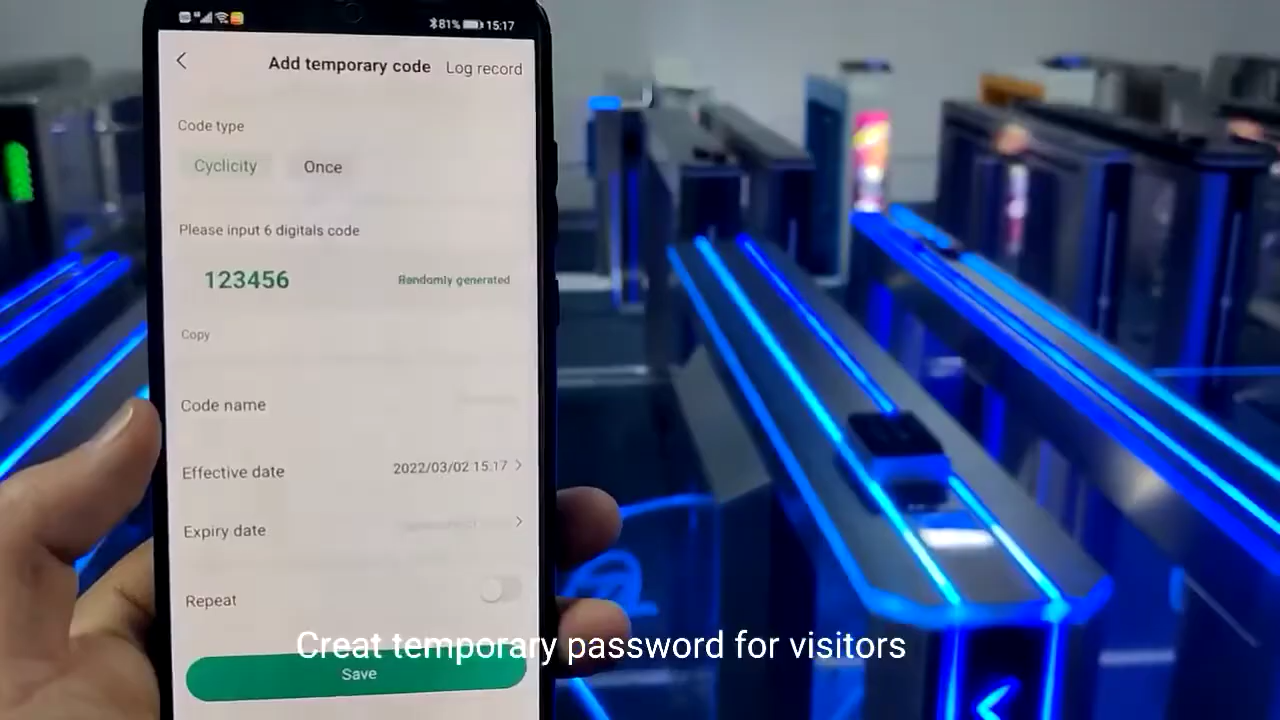 81% 15:17
Add temporary code Log record
Code type
Cyclicity Once
Please input 6 digitals code
123456 Randomly generated
Copy
Code name
Effective date 2022/03/02 15:17
Expiry date
Repeat
Creat temporary password for visitors
Save